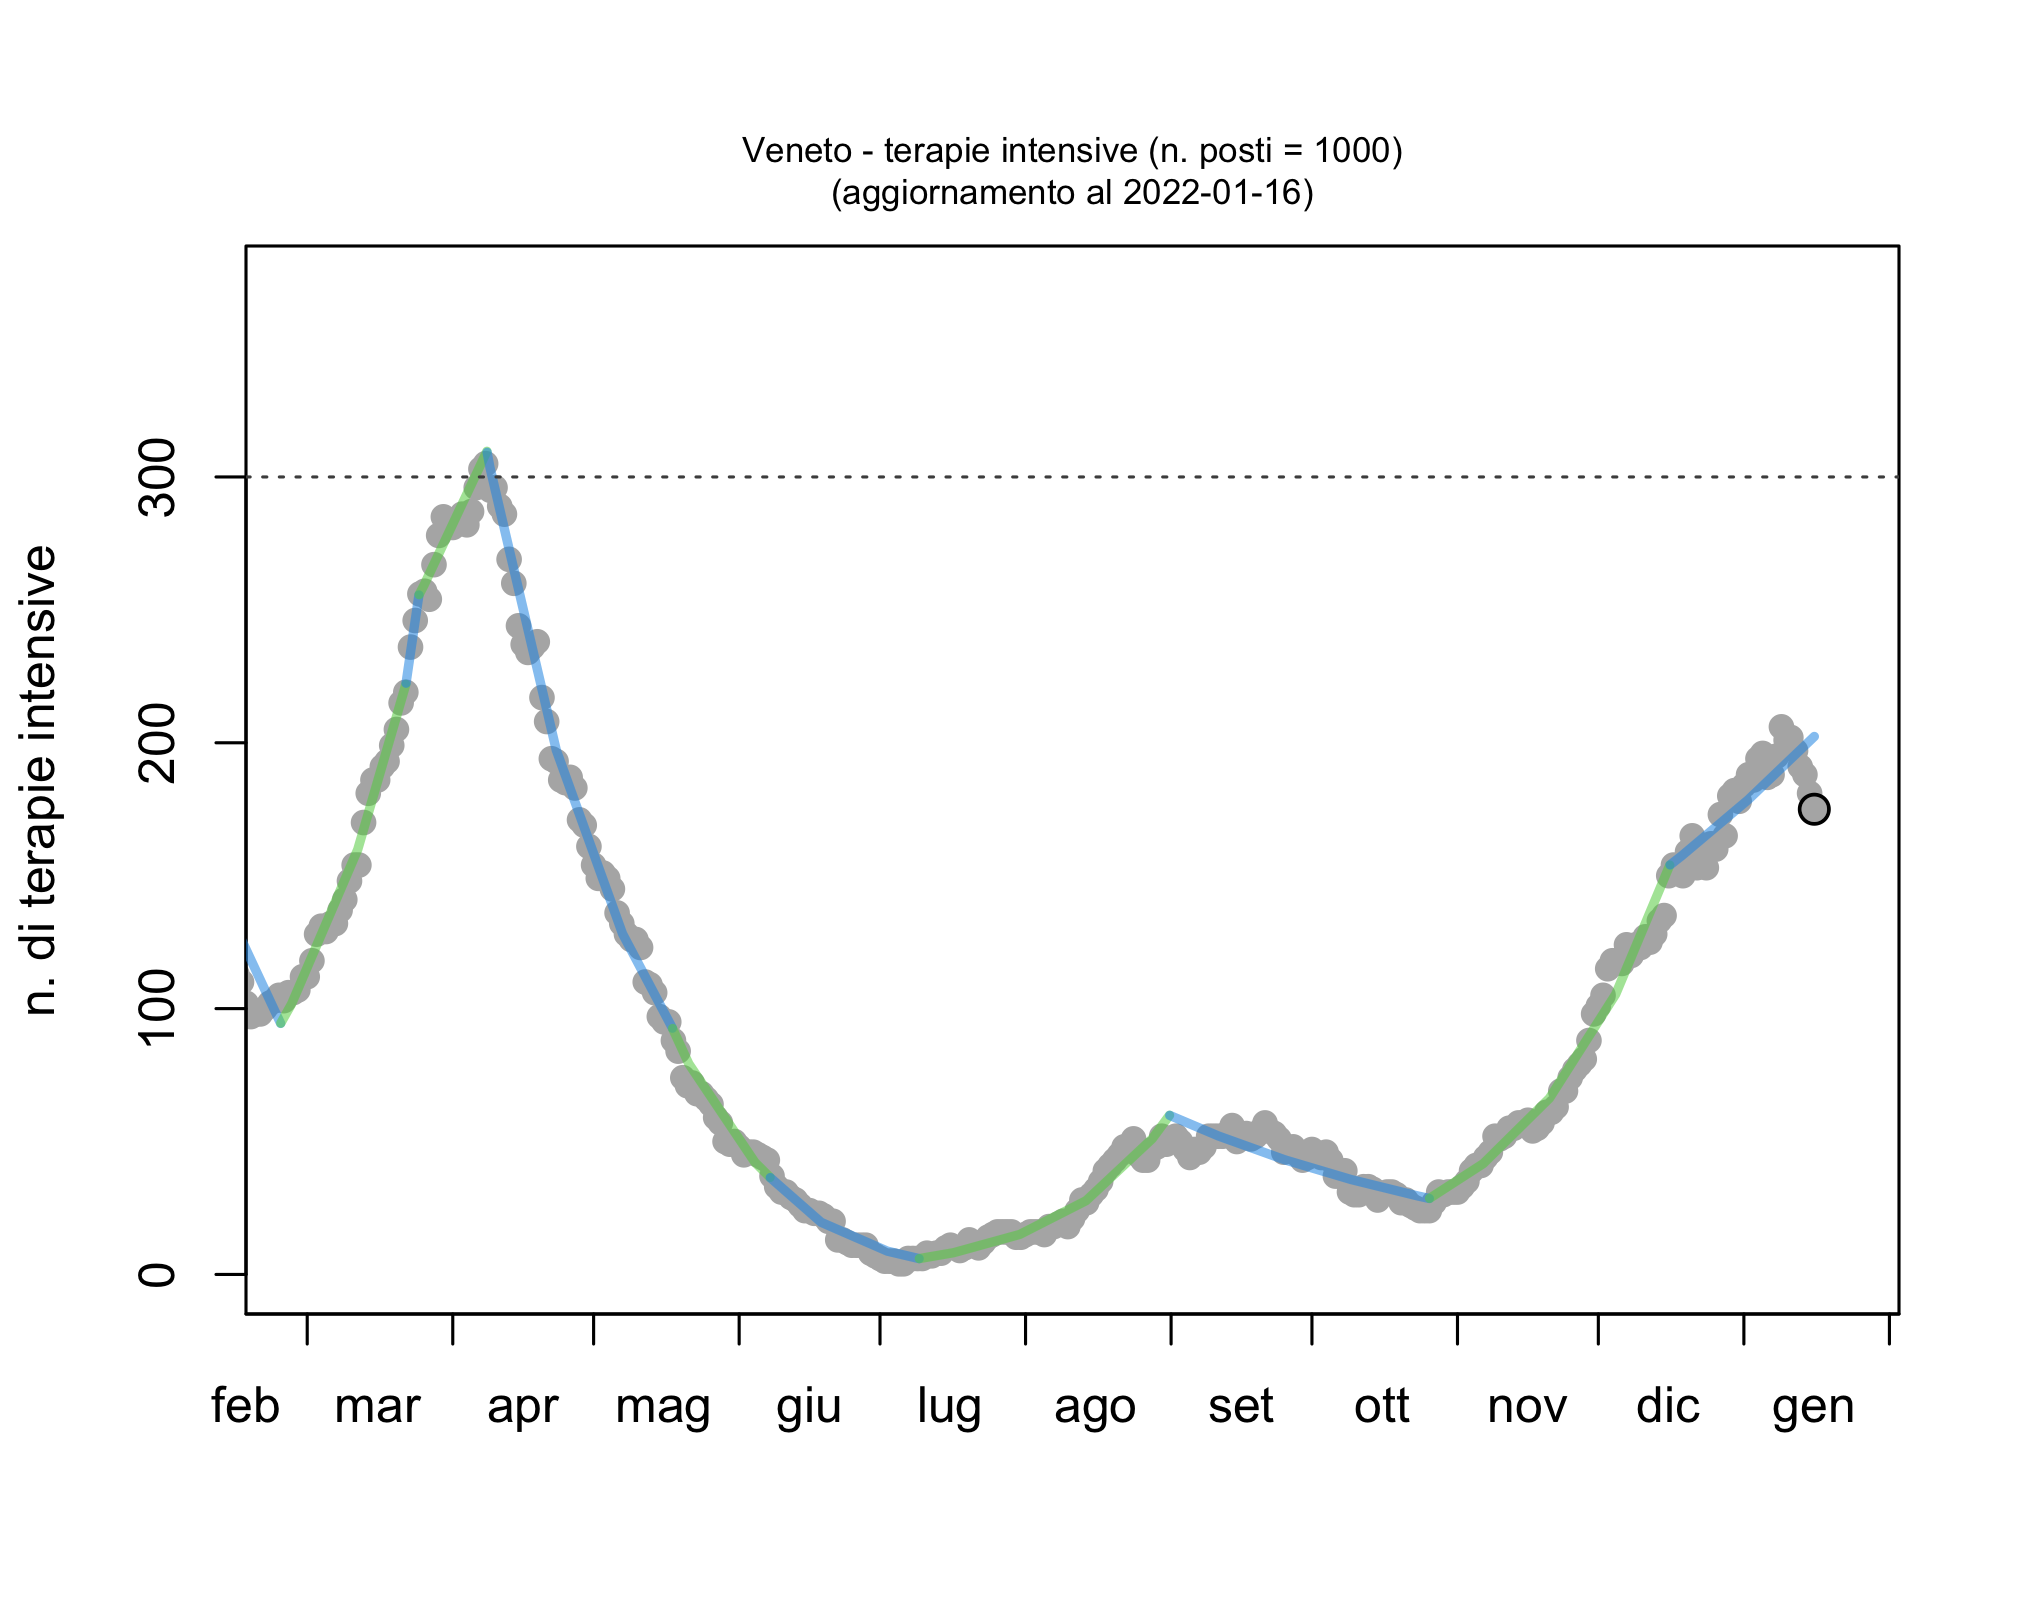 Veneto - terapie intensive (n. posti = 1000)
(aggiornamento al 2022-01-16)
n. di terapie intensive
300
200
100
0
feb mar apr mag giu lug ago set ott nov dic gen